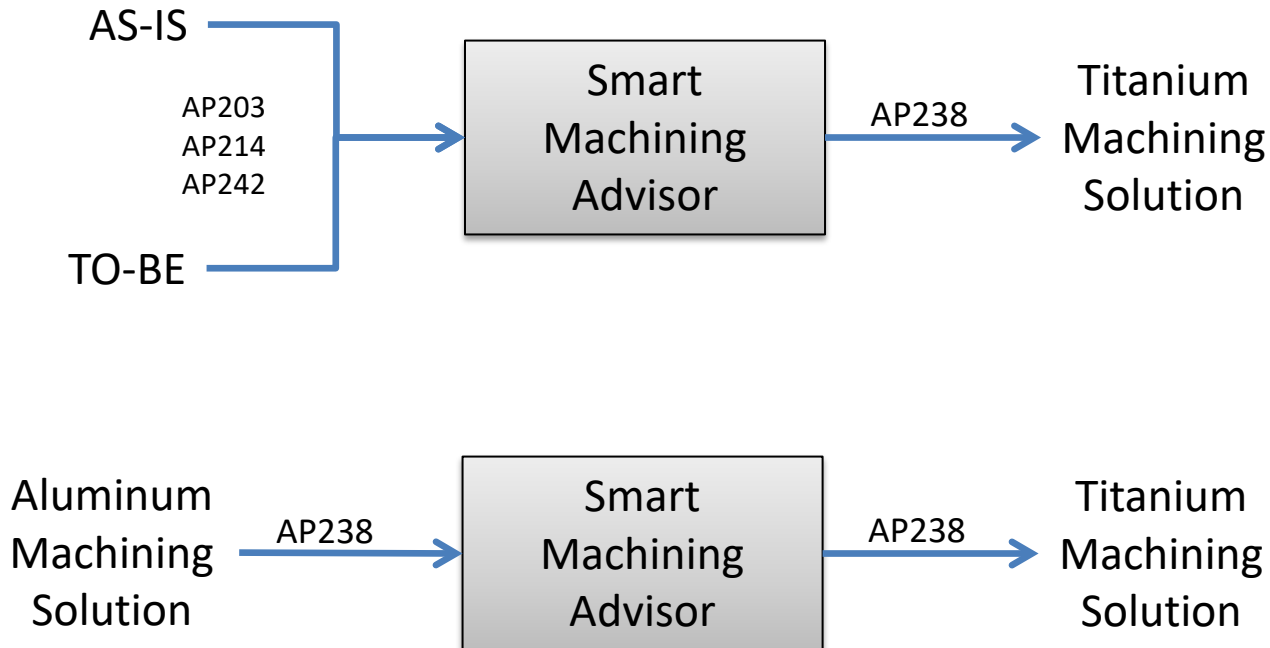 AS-IS
AP203
AP214
AP242
TO-BE
Smart
Machining
Advisor
AP238
Titanium
Machining
Solution
Aluminum
Machining
Solution
AP238
Smart
Machining
Advisor
AP238
Titanium
Machining
Solution